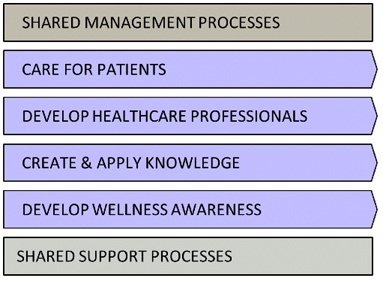 SHARED MANAGEMENT PROCESSES
CARE FOR PATIENTS
DEVELOP HEALTHCARE PROFESSIONALS
CREATE & APPLY KNOWLEDGE
DEVELOP WELLNESS AWARENESS
SHARED SUPPORT PROCESSES